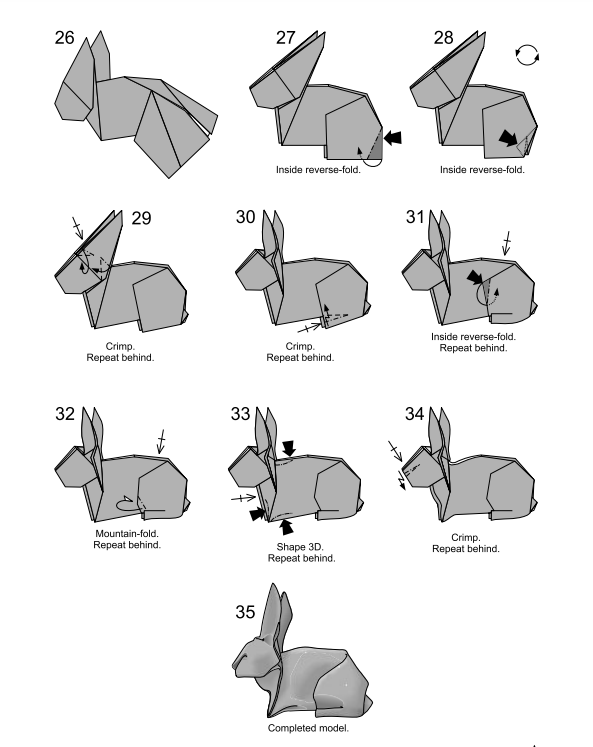 26
27
28
Inside reverse-fold.
Inside reverse-fold.
29
30
31
Crimp.
Repeat behind.
Crimp.
Repeat behind.
Inside reverse-fold.
Repeat behind.
32
33
34
Mountain-fold.
Repeat behind.
Shape 3D.
Repeat behind.
Crimp.
Repeat behind.
35
Completed model.